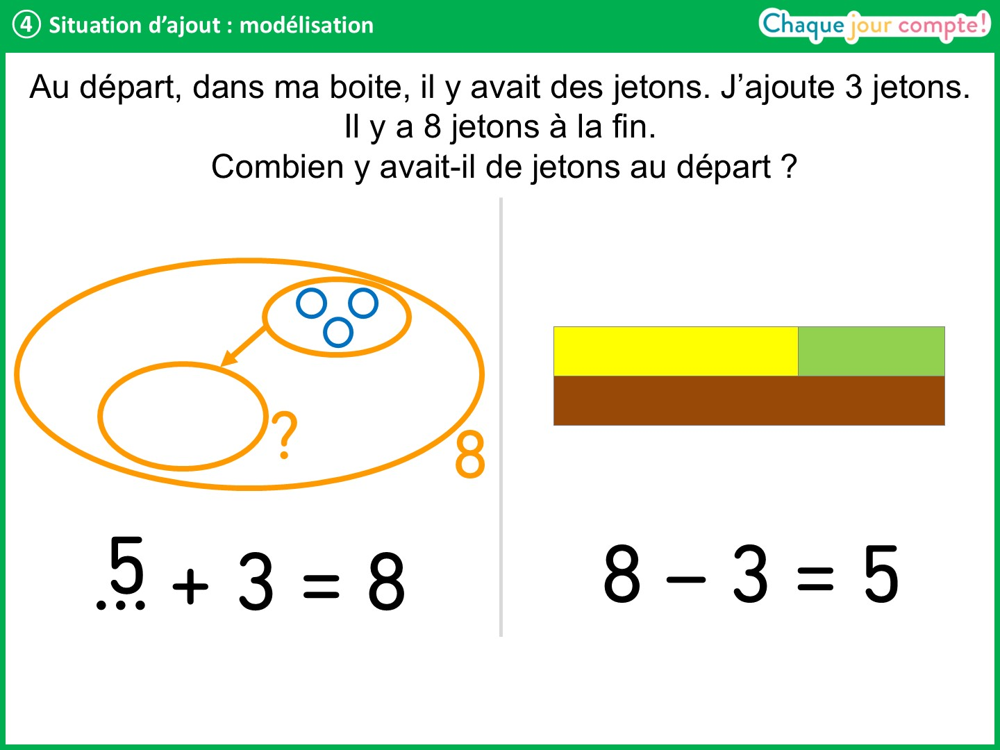 ④ Situation d’ajout : modélisation
Chaque jour compte!
Au départ, dans ma boite, il y avait des jetons. J’ajoute 3 jetons.
Il y a 8 jetons à la fin.
Combien y avait-il de jetons au départ ?
?
8
5
... + 3 = 8
8 – 3 = 5